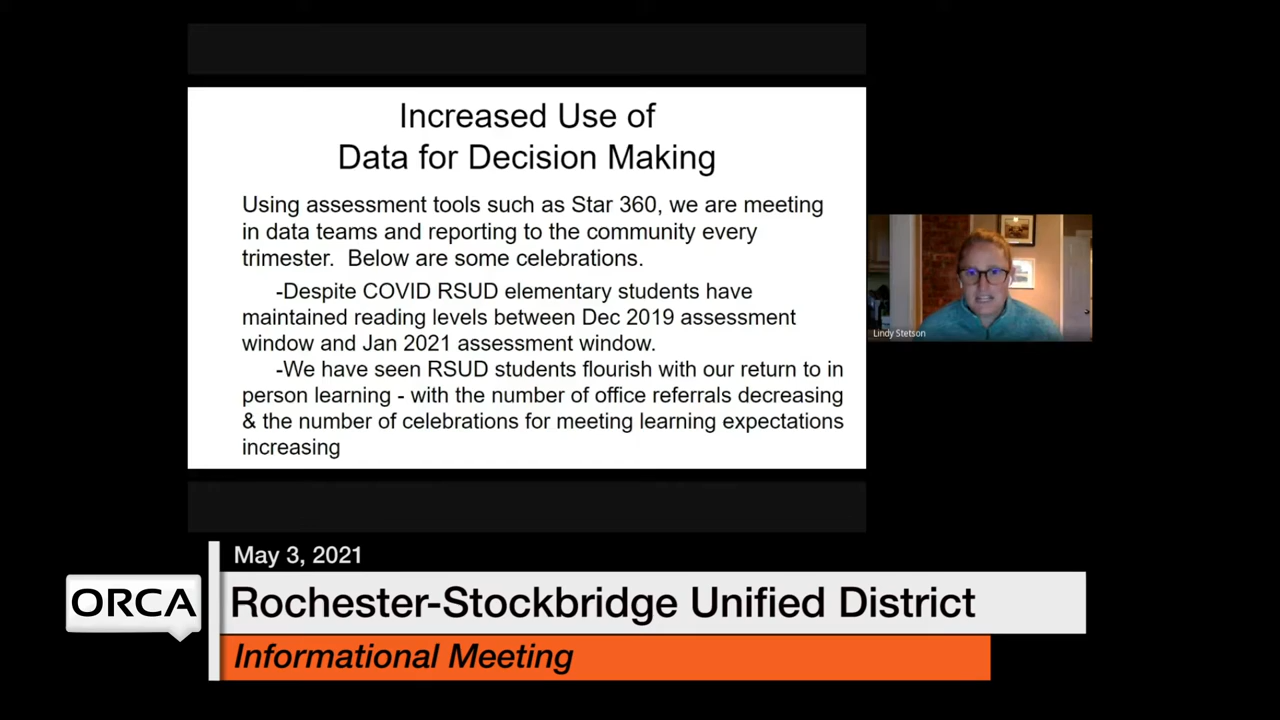 Increased Use of
Data for Decision Making
Using assessment tools such as Star 360, we are meeting
in data teams and reporting to the community every
trimester. Below are some celebrations.
-Despite COVID RSUD elementary students have
maintained reading levels between Dec 2019 assessment
window and Jan 2021 assessment window.
-We have seen RSUD students flourish with our return to in
person learning - with the number of office referrals decreasing
& the number of celebrations for meeting learning expectations
increasing
Lindy Stetson
May 3, 2021
ORCA
Rochester-Stockbridge Unified District
Informational Meeting